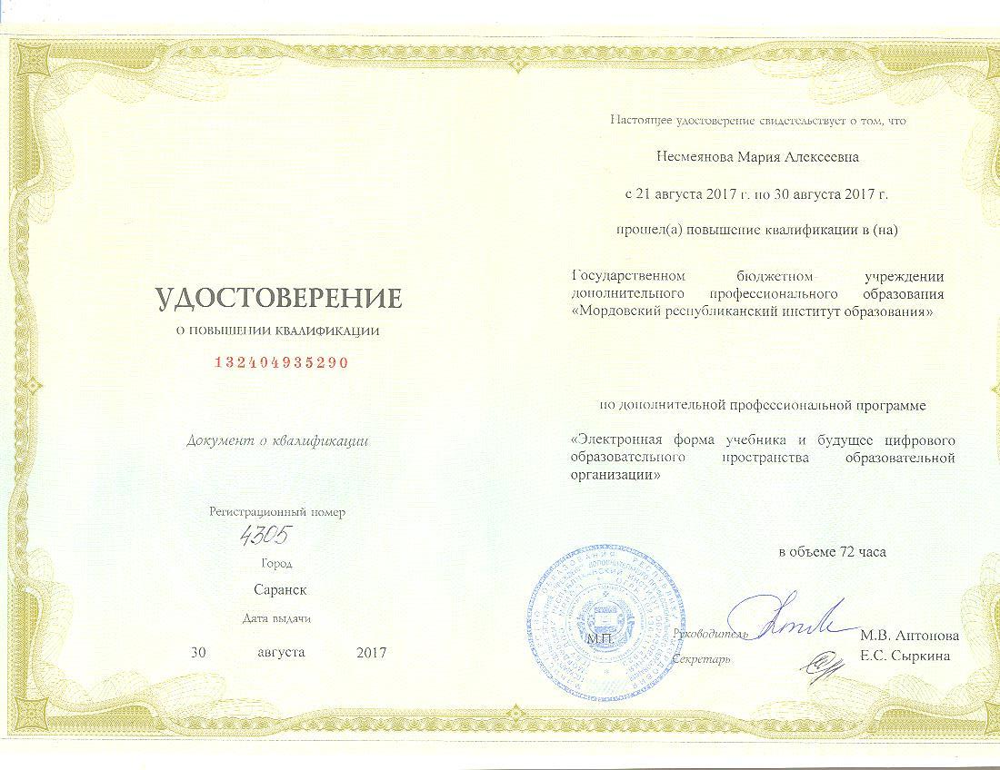 УДОСТОВЕРЕНИЕ
О ПОВЫШЕНИИ КВАЛИФИКАЦИИ
132404935290
Документ о квалификации
Регистрационный номер
4305
Город
Саранск
Дата выдачи
30 августа 2017
Настоящее удостоверение свидетельствует о том, что
Несмеянова Мария Алексеевна
с 21 августа 2017 г. по 30 августа 2017 г.
прошел(а) повышение квалификации в (на)
Государственном бюджетном учреждении
дополнительного профессионального образования
«Мордовский республиканский институт образования»
по дополнительной профессиональной программе
«Электронная форма учебника и будущее цифрового
образовательного пространства образовательной
организации»
в объеме 72 часа
М.П.
Руководитель М.В. Антонова
Секретарь Е.С. Сыркина